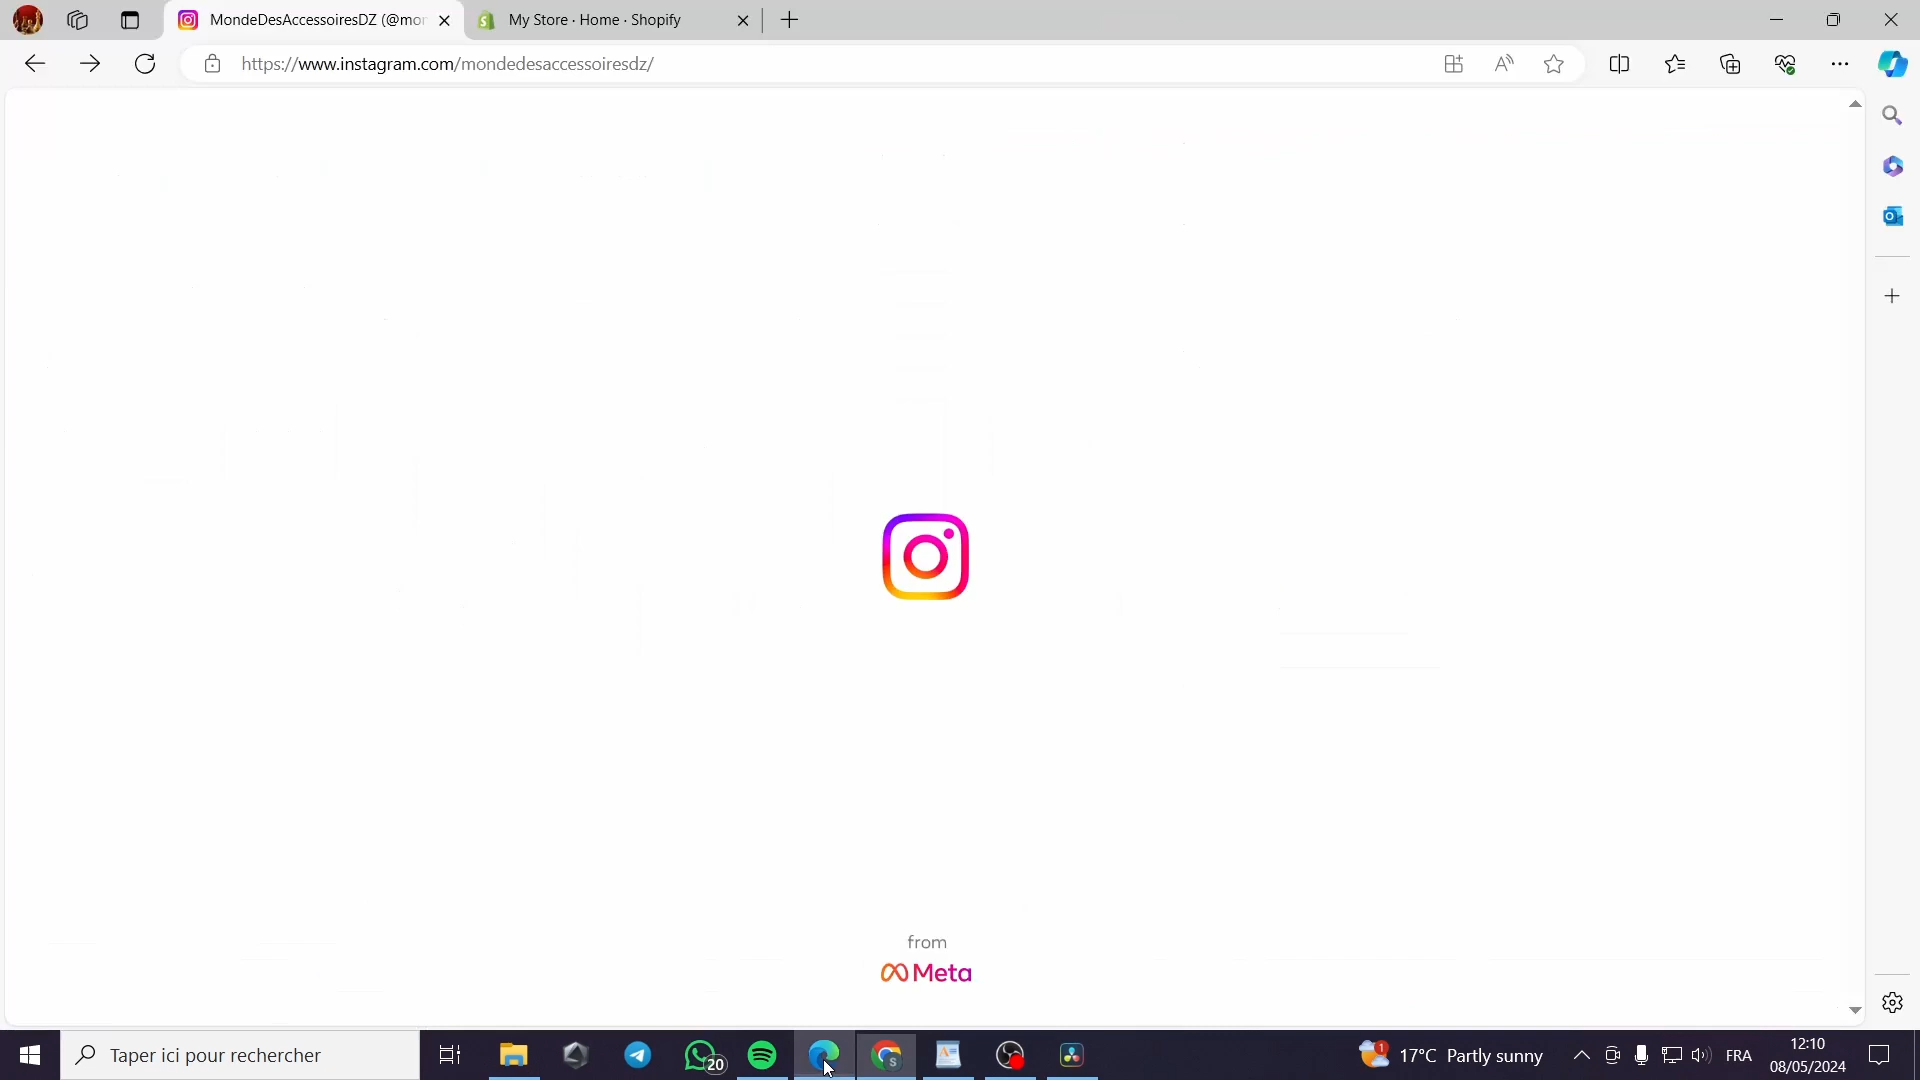 MondeDesAccessoiresDZ (@mor
My Store · Home · Shopify
https://www.instagram.com/mondedesaccessoiresdz/
from
Meta
Taper ici pour rechercher
20
1
17°C Partly sunny
FRA
12:10
08/05/2024